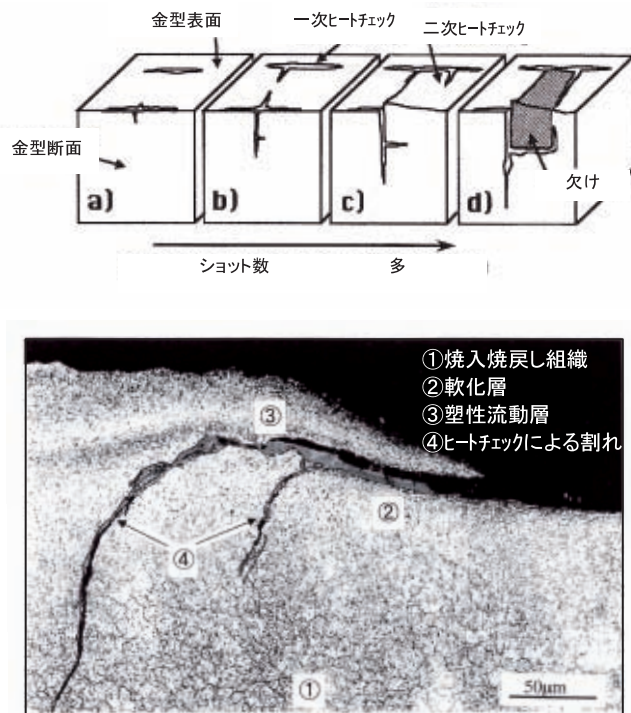 金型表面
一次ヒートチェック
二次ヒートチェック
金型断面
欠け
a)
b)
c)
d)
ショット数 多
①焼入焼戻し組織
②軟化層
③塑性流動層
④ヒートチェックによる割れ
③
②
④
①
50μm